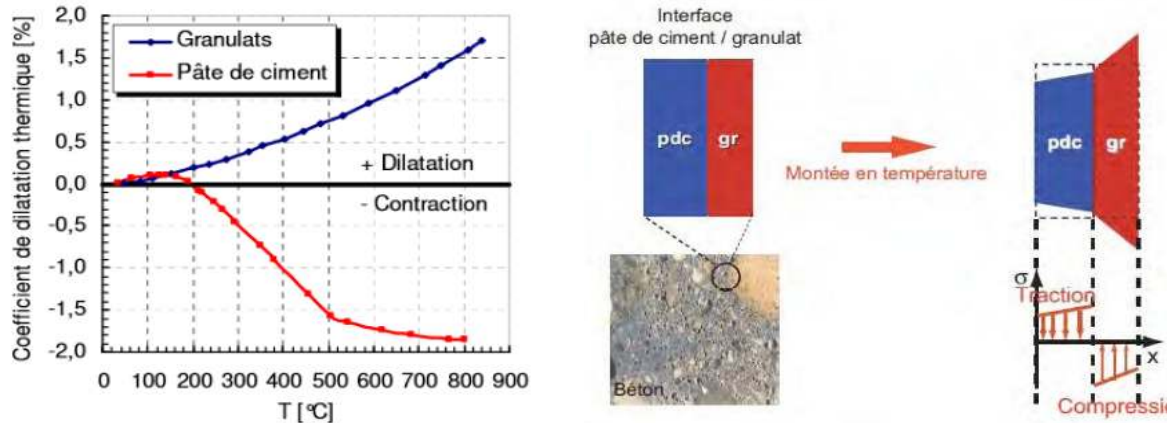 Coefficient de dilatation thermique [%]
2,0
1,5
1,0
0,5
0,0
-0,5
-1,0
-1,5
-2,0
Granulats
Pâte de ciment
+ Dilatation
- Contraction
0 100 200 300 400 500 600 700 800 900
T [°C]
Interface
pâte de ciment / granulat
pdc gr
Montée en température
pdc gr
Béton
σ
Traction
x
Compressio